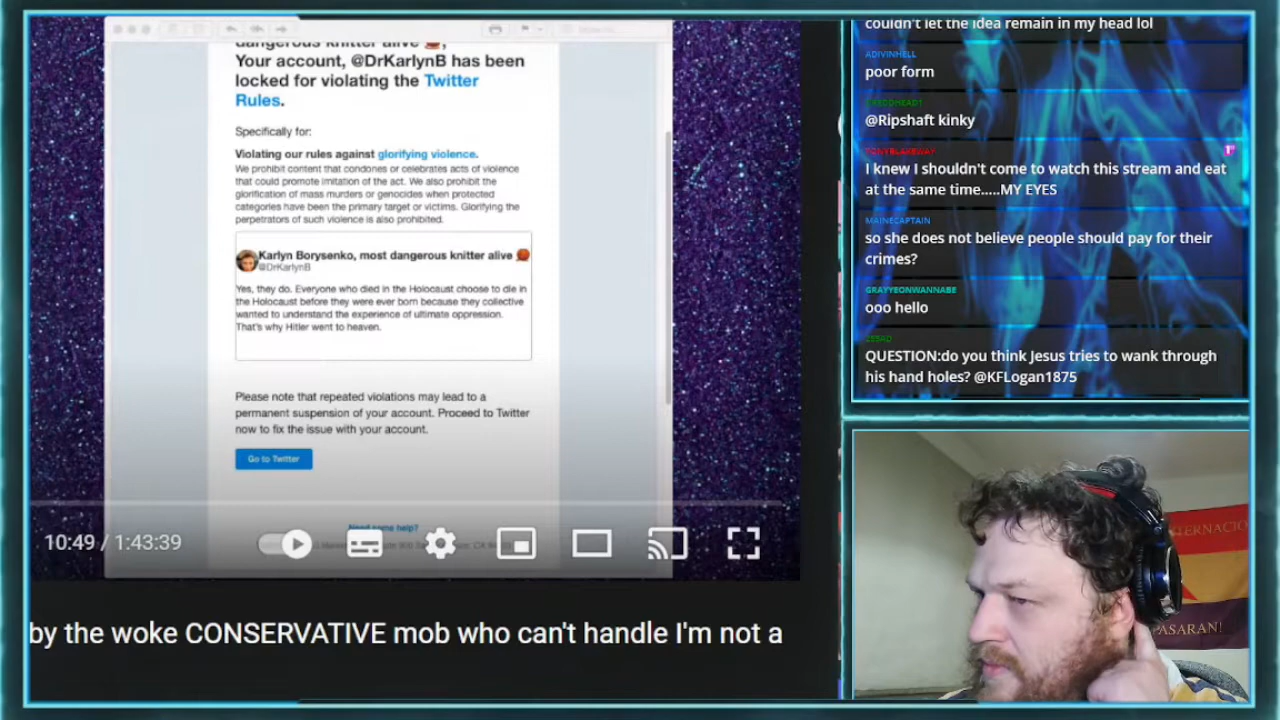 dangerous knitter alive
Your account, @DrKarlynB has been
locked for violating the Twitter
Rules.
Specifically for:
Violating our rules against glorifying violence.
We prohibit content that condones or celebrates acts of violence
that could promote imitation of the act. We also prohibit the
glorification of mass murders or genocides when protected
categories have been the primary target or victims. Glorifying the
perpetrators of such violence is also prohibited.
Karlyn Borysenko, most dangerous knitter alive
@DrKarlynB
Yes, they do. Everyone who died in the Holocaust choose to die in
the Holocaust before they were ever born because they collective
wanted to understand the experience of ultimate oppression.
That's why Hitler went to heaven.
Please note that repeated violations may lead to a
permanent suspension of your account. Proceed to Twitter
now to fix the issue with your account.
Go to Twitter
Need some help?
10:49 / 1:43:39
by the woke CONSERVATIVE mob who can't handle I'm not a
couldn't let the idea remain in my head lol
ADIVINHELL
poor form
@Ripshaft kinky
TONYBLAKEWAY
I knew I shouldn't come to watch this stream and eat
at the same time.....MY EYES
MAINECAPTAIN
so she does not believe people should pay for their
crimes?
GRAYYEONWANNABE
ooo hello
QUESTION:do you think Jesus tries to wank through
his hand holes? @KFLogan1875
PASARAN!